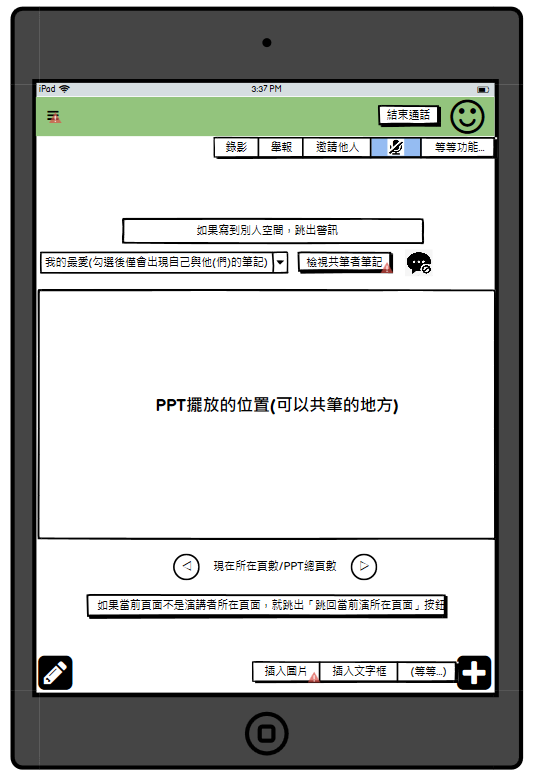 iPad 3:37 PM
結束通話
錄影 舉報 邀請他人 等等功能...
如果寫到別人空間，跳出警訊
我的最愛(勾選後僅會出現自己與他(們)的筆記) 檢視共筆者筆記
PPT擺放的位置(可以共筆的地方)
現在所在頁數/PPT總頁數
如果當前頁面不是演講者所在頁面，就跳出「跳回當前演所在頁面」按鈕
插入圖片 插入文字框 (等等...)